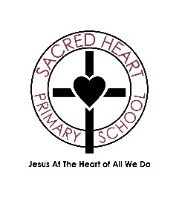 SACRED HEART
PRIMARY SCHOOL
Jesus At The Heart of All We Do